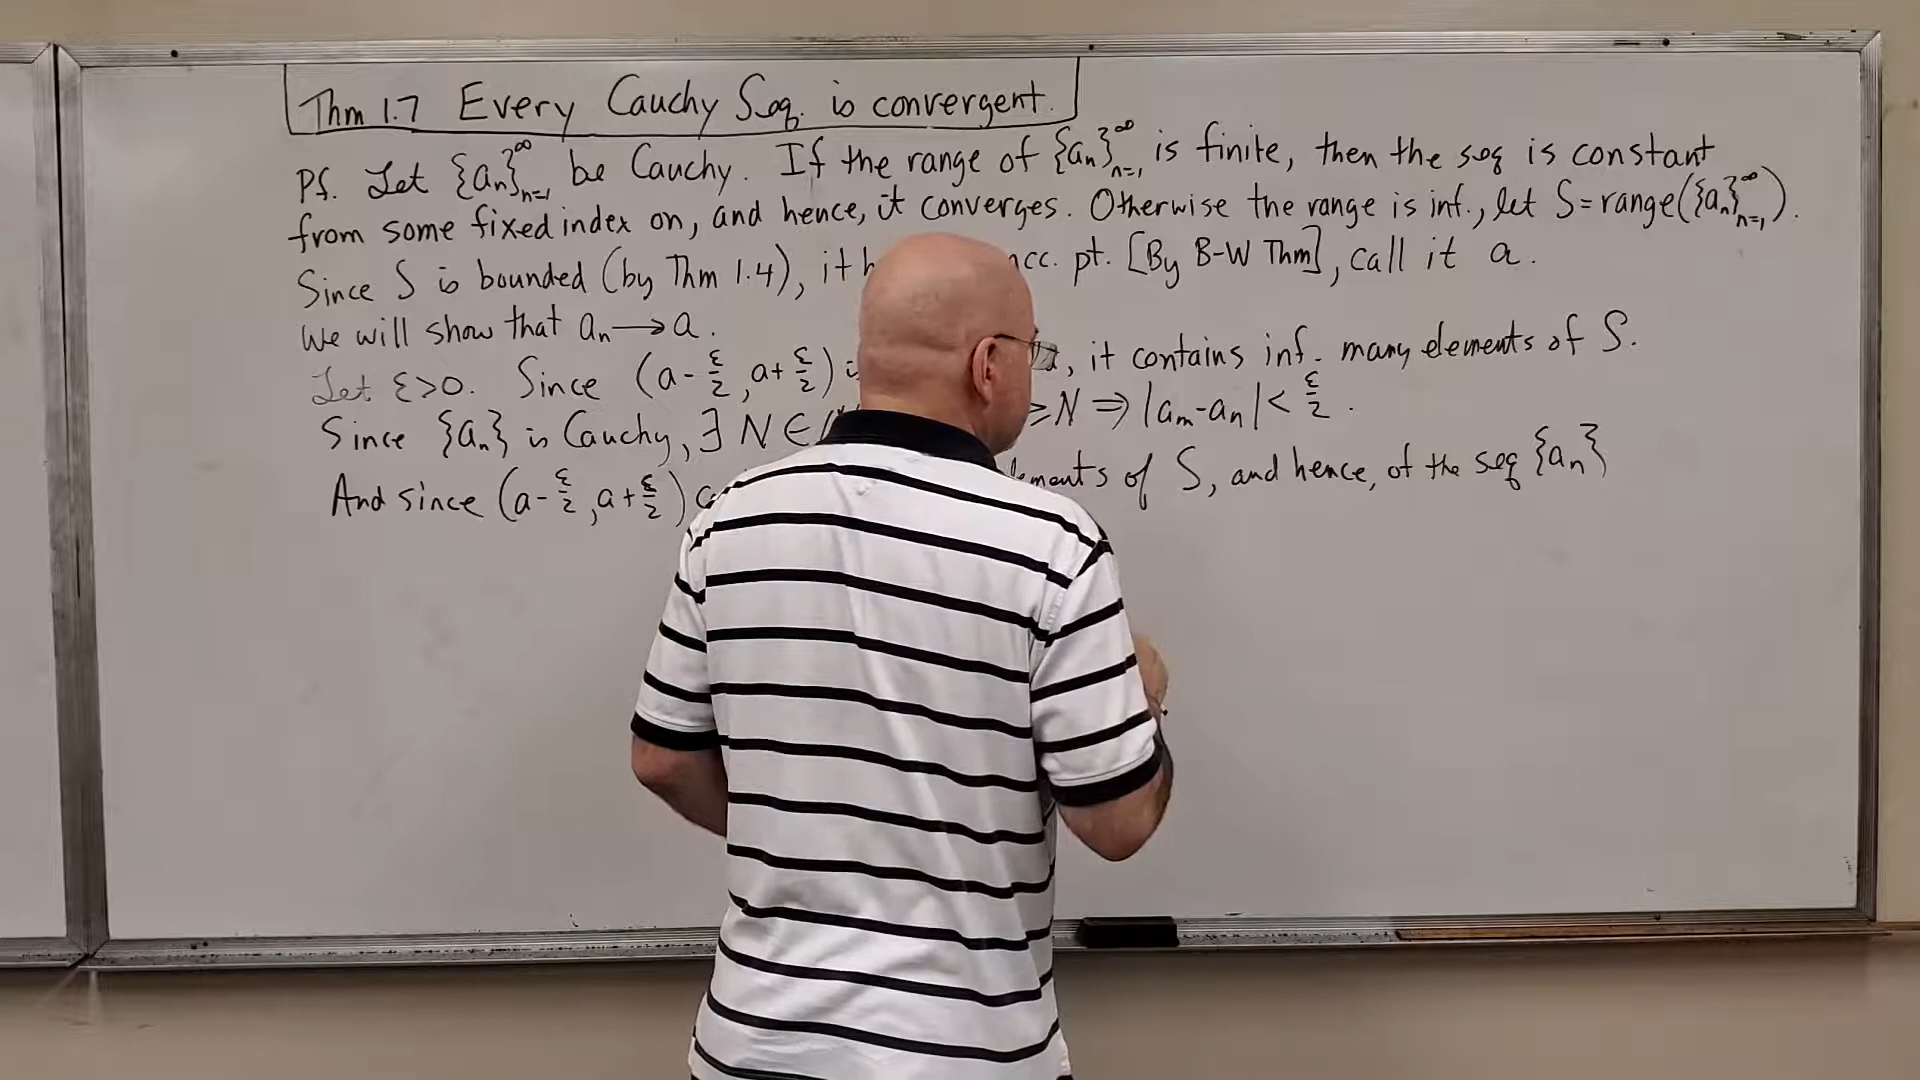 Thm 1.7 Every Cauchy Seq. is convergent.
Pf. Let {aₙ}ₙ₌₁^∞ be Cauchy. If the range of {aₙ}ₙ₌₁^∞ is finite, then the seq is constant
from some fixed index on, and hence, it converges. Otherwise the range is inf., let S=range({aₙ}ₙ₌₁^∞).
Since S is bounded (by Thm 1.4), it acc. pt. [By B-W Thm], call it a.
We will show that aₙ→a.
Let ε>0. Since (a-ε/2, a+ε/2) it contains inf. many elements of S.
Since {aₙ} is Cauchy, ∃ N∈ ≥N ⇒ |aₘ-aₙ|<ε/2.
And since (a-ε/2, a+ε/2) elements of S, and hence, of the seq {aₙ}